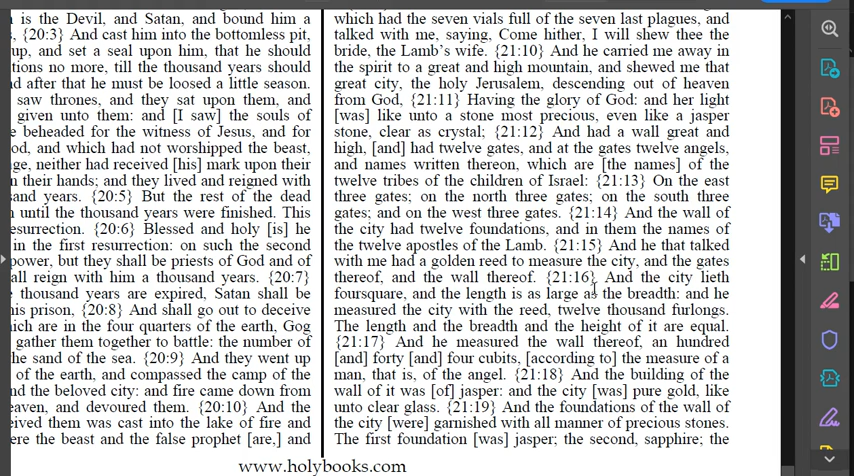 is the Devil, and Satan, and bound him a
s, {20:3} And cast him into the bottomless pit,
up, and set a seal upon him, that he should
tions no more, till the thousand years should
nd after that he must be loosed a little season.
saw thrones, and they sat upon them, and
given unto them: and [I saw] the souls of
e beheaded for the witness of Jesus, and for
od, and which had not worshipped the beast,
ge, neither had received [his] mark upon their
n their hands; and they lived and reigned with
sand years. {20:5} But the rest of the dead
until the thousand years were finished. This
esurrection. {20:6} Blessed and holy [is] he
in the first resurrection: on such the second
power, but they shall be priests of God and of
all reign with him a thousand years. {20:7}
e thousand years are expired, Satan shall be
his prison, {20:8} And shall go out to deceive
ich are in the four quarters of the earth, Gog
gather them together to battle: the number of
he sand of the sea. {20:9} And they went up
of the earth, and compassed the camp of the
nd the beloved city: and fire came down from
eaven, and devoured them. {20:10} And the
eived them was cast into the lake of fire and
ere the beast and the false prophet [are,] and
which had the seven vials full of the seven last plagues, and
talked with me, saying, Come hither, I will shew thee the
bride, the Lamb's wife. {21:10} And he carried me away in
the spirit to a great and high mountain, and shewed me that
great city, the holy Jerusalem, descending out of heaven
from God, {21:11} Having the glory of God: and her light
[was] like unto a stone most precious, even like a jasper
stone, clear as crystal; {21:12} And had a wall great and
high, [and] had twelve gates, and at the gates twelve angels,
and names written thereon, which are [the names] of the
twelve tribes of the children of Israel: {21:13} On the east
three gates; on the north three gates; on the south three
gates; and on the west three gates. {21:14} And the wall of
the city had twelve foundations, and in them the names of
the twelve apostles of the Lamb. {21:15} And he that talked
with me had a golden reed to measure the city, and the gates
thereof, and the wall thereof. {21:16} And the city lieth
foursquare, and the length is as large as the breadth: and he
measured the city with the reed, twelve thousand furlongs.
The length and the breadth and the height of it are equal.
{21:17} And he measured the wall thereof, an hundred
[and] forty [and] four cubits, [according to] the measure of a
man, that is, of the angel. {21:18} And the building of the
wall of it was [of] jasper: and the city [was] pure gold, like
unto clear glass. {21:19} And the foundations of the wall of
the city [were] garnished with all manner of precious stones.
The first foundation [was] jasper; the second, sapphire; the
www.holybooks.com